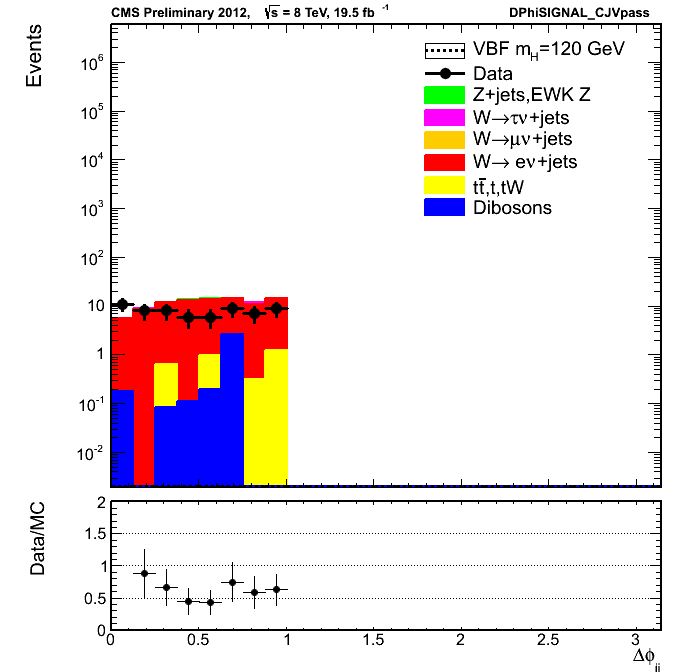 CMS Preliminary 2012, √s = 8 TeV, 19.5 fb⁻¹ DPhiSIGNAL_CJVpass
Events
10⁶
10⁵
10⁴
10³
10²
10
1
10⁻¹
10⁻²
VBF m_H=120 GeV
Data
Z+jets,EWK Z
W→τν+jets
W→μν+jets
W→ eν+jets
tt̄,t,tW
Dibosons
Data/MC
2
1.5
1
0.5
0
0 0.5 1 1.5 2 2.5 3
Δϕ_jj